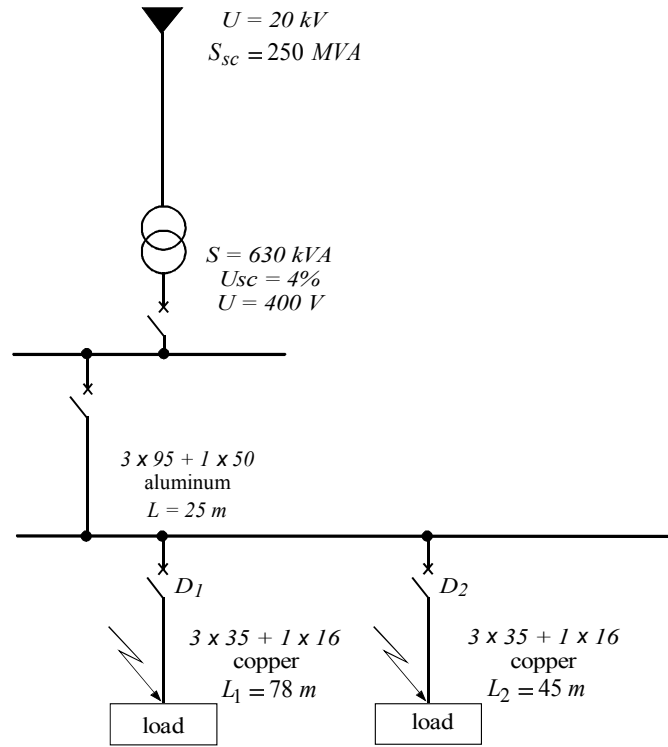 U = 20 kV
S_sc = 250 MVA
S = 630 kVA
Usc = 4%
U = 400 V
3 x 95 + 1 x 50
aluminum
L = 25 m
D₁
D₂
3 x 35 + 1 x 16
copper
L₁ = 78 m
3 x 35 + 1 x 16
copper
L₂ = 45 m
load
load